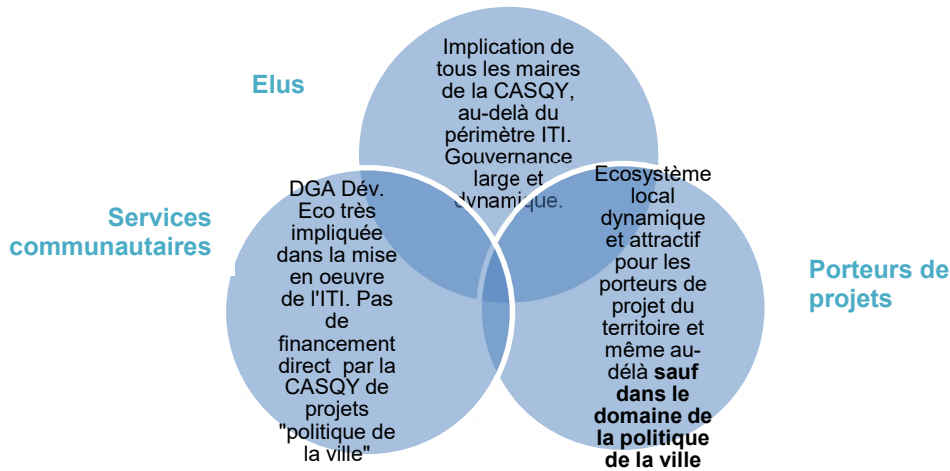 Elus
Implication de
tous les maires
de la CASQY,
au-delà du
périmètre ITI.
Gouvernance
large et
dynamique.
Services
communautaires
DGA Dév.
Eco très
impliquée
dans la mise
en oeuvre
de l'ITI. Pas
de
financement
direct par la
CASQY de
projets
"politique de
la ville"
Ecosystème
local
dynamique
et attractif
pour les
porteurs de
projet du
territoire et
même au-
délà sauf
dans le
domaine de
la politique
de la ville
Porteurs de
projets